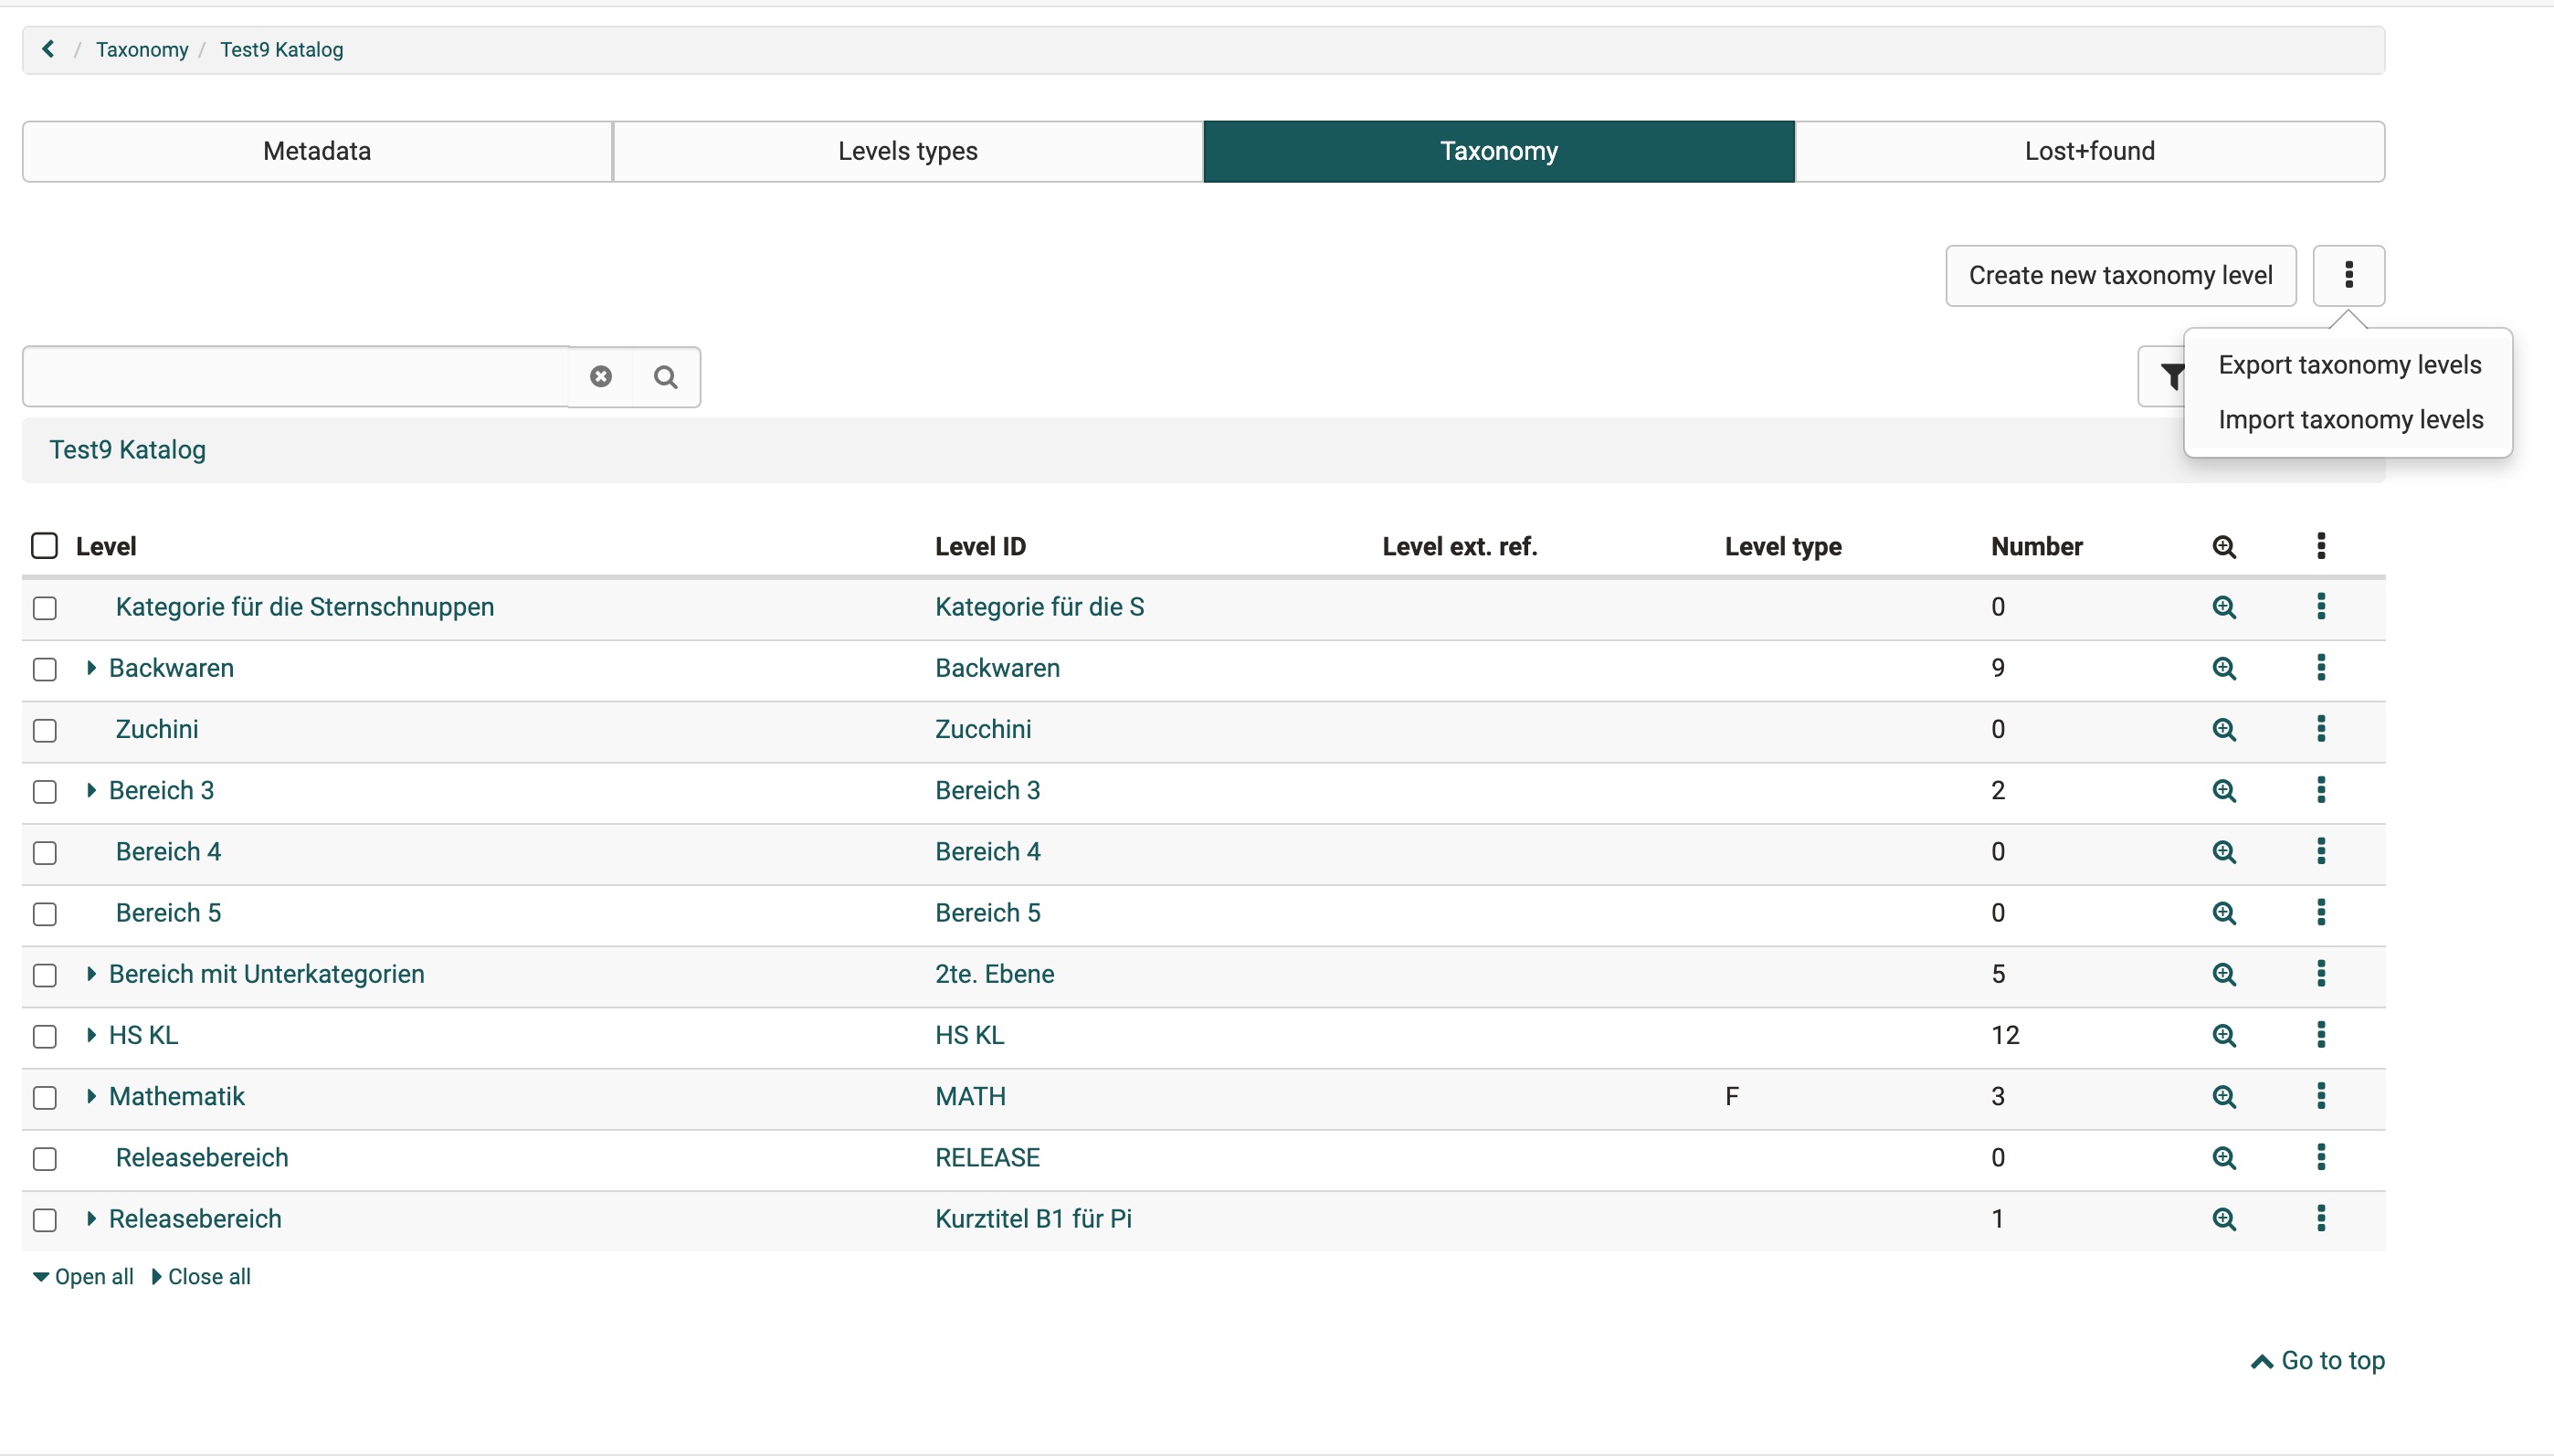 / Taxonomy / Test9 Katalog
Metadata
Levels types
Taxonomy
Lost+found
Create new taxonomy level
Export taxonomy levels
Import taxonomy levels
Test9 Katalog
Level Level ID Level ext. ref. Level type Number
Kategorie für die Sternschnuppen Kategorie für die S 0
Backwaren Backwaren 9
Zuchini Zucchini 0
Bereich 3 Bereich 3 2
Bereich 4 Bereich 4 0
Bereich 5 Bereich 5 0
Bereich mit Unterkategorien 2te. Ebene 5
HS KL HS KL 12
Mathematik MATH F 3
Releasebereich RELEASE 0
Releasebereich Kurztitel B1 für Pi 1
Open all Close all
Go to top